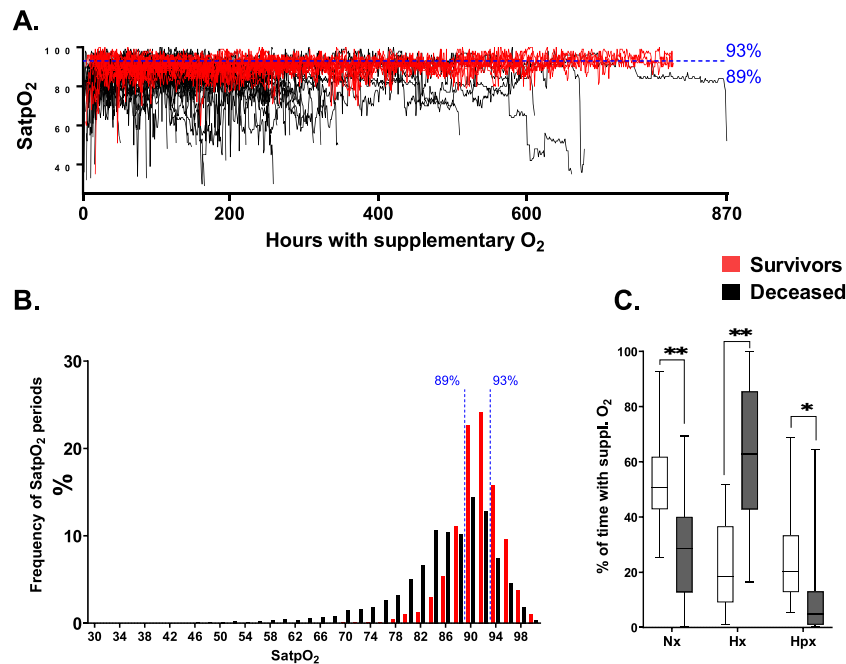 A.
SatpO2
100
80
60
40
93%
89%
0 200 400 600 870
Hours with supplementary O2
Survivors
Deceased
B.
Frequency of SatpO2 periods
%
30
20
10
0
89% 93%
30 34 38 42 46 50 54 58 62 66 70 74 78 82 86 90 94 98
SatpO2
C.
% of time with suppl. O2
100
80
60
40
20
0
** ** *
Nx Hx Hpx